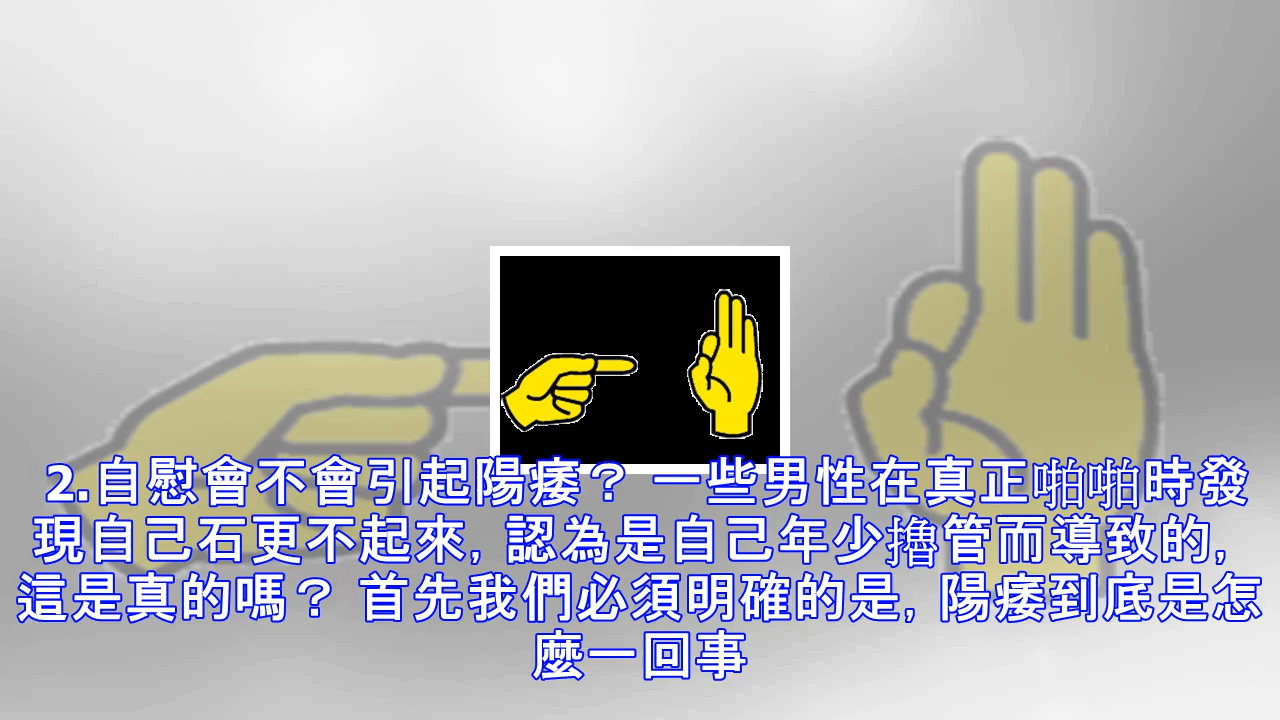 2.自慰會不會引起陽痿？ 一些男性在真正啪啪時發
現自己石更不起來, 認為是自己年少擼管而導致的,
這是真的嗎？ 首先我們必須明確的是, 陽痿到底是怎
麼一回事